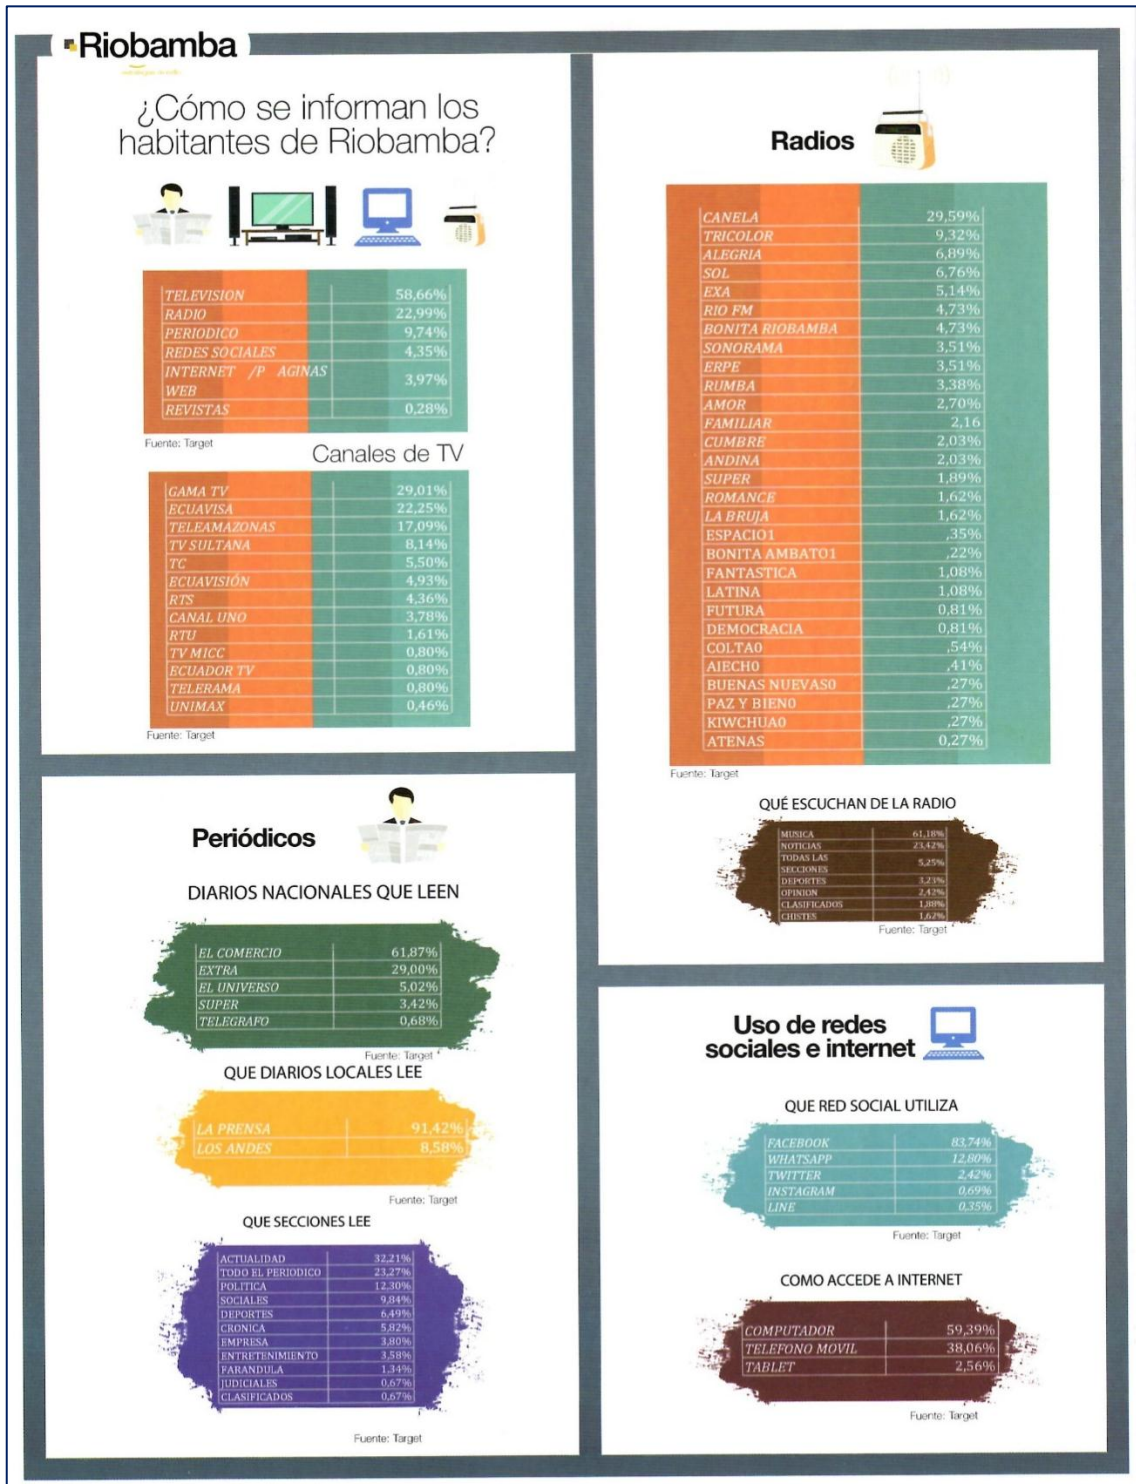 Riobamba
¿Cómo se informan los
habitantes de Riobamba?
TELEVISION 58,66%
RADIO 22,99%
PERIODICO 9,74%
REDES SOCIALES 4,35%
INTERNET /P AGINAS
WEB 3,97%
REVISTAS 0,28%
Fuente: Target
Canales de TV
GAMA TV 29,01%
ECUAVISA 22,25%
TELEAMAZONAS 17,09%
TV SULTANA 8,14%
TC 5,50%
ECUAVISIÓN 4,93%
RTS 4,36%
CANAL UNO 3,78%
RTU 1,61%
TV MICC 0,80%
ECUADOR TV 0,80%
TELERAMA 0,80%
UNIMAX 0,46%
Fuente: Target
Periódicos
DIARIOS NACIONALES QUE LEEN
EL COMERCIO 61,87%
EXTRA 29,00%
EL UNIVERSO 5,02%
SUPER 3,42%
TELEGRAFO 0,68%
Fuente: Target
QUE DIARIOS LOCALES LEE
LA PRENSA 91,42%
LOS ANDES 8,58%
Fuente: Target
QUE SECCIONES LEE
ACTUALIDAD 32,21%
TODO EL PERIODICO 23,27%
POLITICA 12,30%
SOCIALES 9,84%
DEPORTES 6,49%
CRONICA 5,82%
EMPRESA 3,80%
ENTRETENIMIENTO 3,58%
FARANDULA 1,34%
JUDICIALES 0,67%
CLASIFICADOS 0,67%
Fuente: Target
Radios
CANELA 29,59%
TRICOLOR 9,32%
ALEGRIA 6,89%
SOL 6,76%
EXA 5,14%
RIO FM 4,73%
BONITA RIOBAMBA 4,73%
SONORAMA 3,51%
ERPE 3,51%
RUMBA 3,38%
AMOR 2,70%
FAMILIAR 2,16
CUMBRE 2,03%
ANDINA 2,03%
SUPER 1,89%
ROMANCE 1,62%
LA BRUJA 1,62%
ESPACIO1 ,35%
BONITA AMBATO1 ,22%
FANTASTICA 1,08%
LATINA 1,08%
FUTURA 0,81%
DEMOCRACIA 0,81%
COLTA0 ,54%
AIECH0 ,41%
BUENAS NUEVAS0 ,27%
PAZ Y BIEN0 ,27%
KIWCHUA0 ,27%
ATENAS 0,27%
Fuente: Target
QUÉ ESCUCHAN DE LA RADIO
MUSICA 61,18%
NOTICIAS 23,42%
TODAS LAS
SECCIONES 5,25%
DEPORTES 3,23%
OPINION 2,42%
CLASIFICADOS 1,88%
CHISTES 1,62%
Fuente: Target
Uso de redes
sociales e internet
QUE RED SOCIAL UTILIZA
FACEBOOK 83,74%
WHATSAPP 12,80%
TWITTER 2,42%
INSTAGRAM 0,69%
LINE 0,35%
Fuente: Target
COMO ACCEDE A INTERNET
COMPUTADOR 59,39%
TELEFONO MOVIL 38,06%
TABLET 2,56%
Fuente: Target